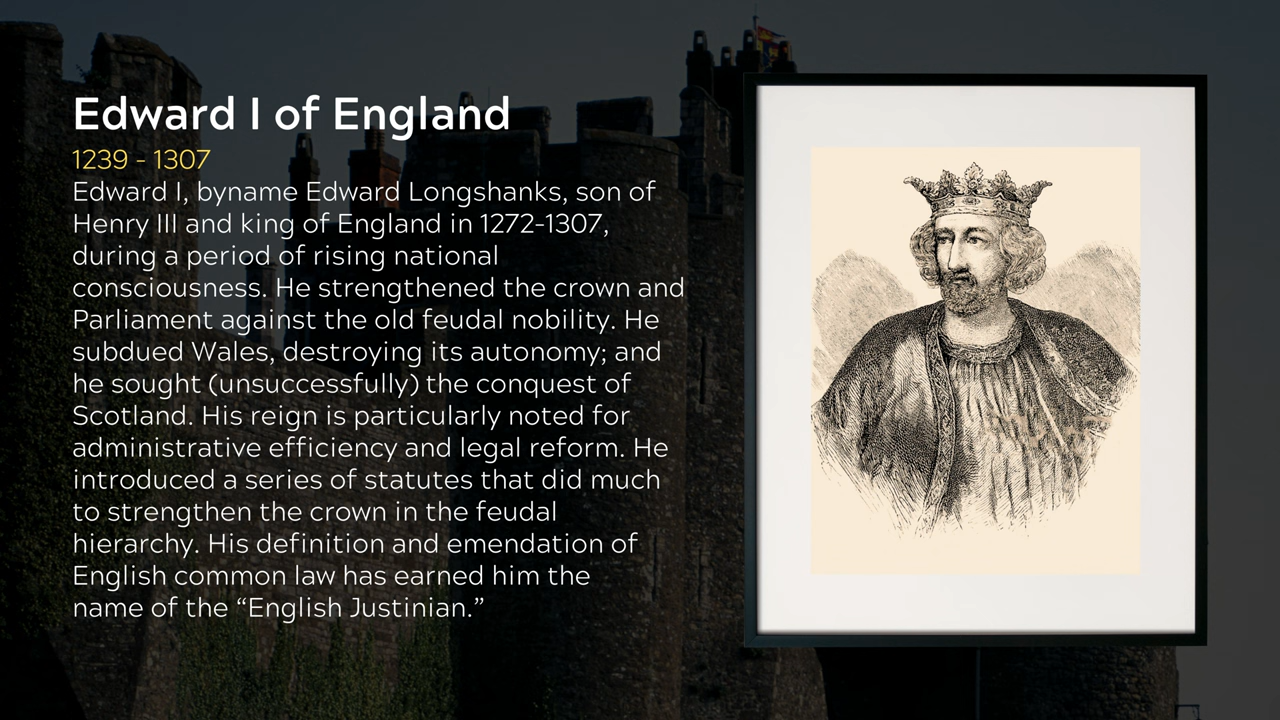 Edward I of England
1239 - 1307
Edward I, byname Edward Longshanks, son of
Henry III and king of England in 1272-1307,
during a period of rising national
consciousness. He strengthened the crown and
Parliament against the old feudal nobility. He
subdued Wales, destroying its autonomy; and
he sought (unsuccessfully) the conquest of
Scotland. His reign is particularly noted for
administrative efficiency and legal reform. He
introduced a series of statutes that did much
to strengthen the crown in the feudal
hierarchy. His definition and emendation of
English common law has earned him the
name of the “English Justinian.”